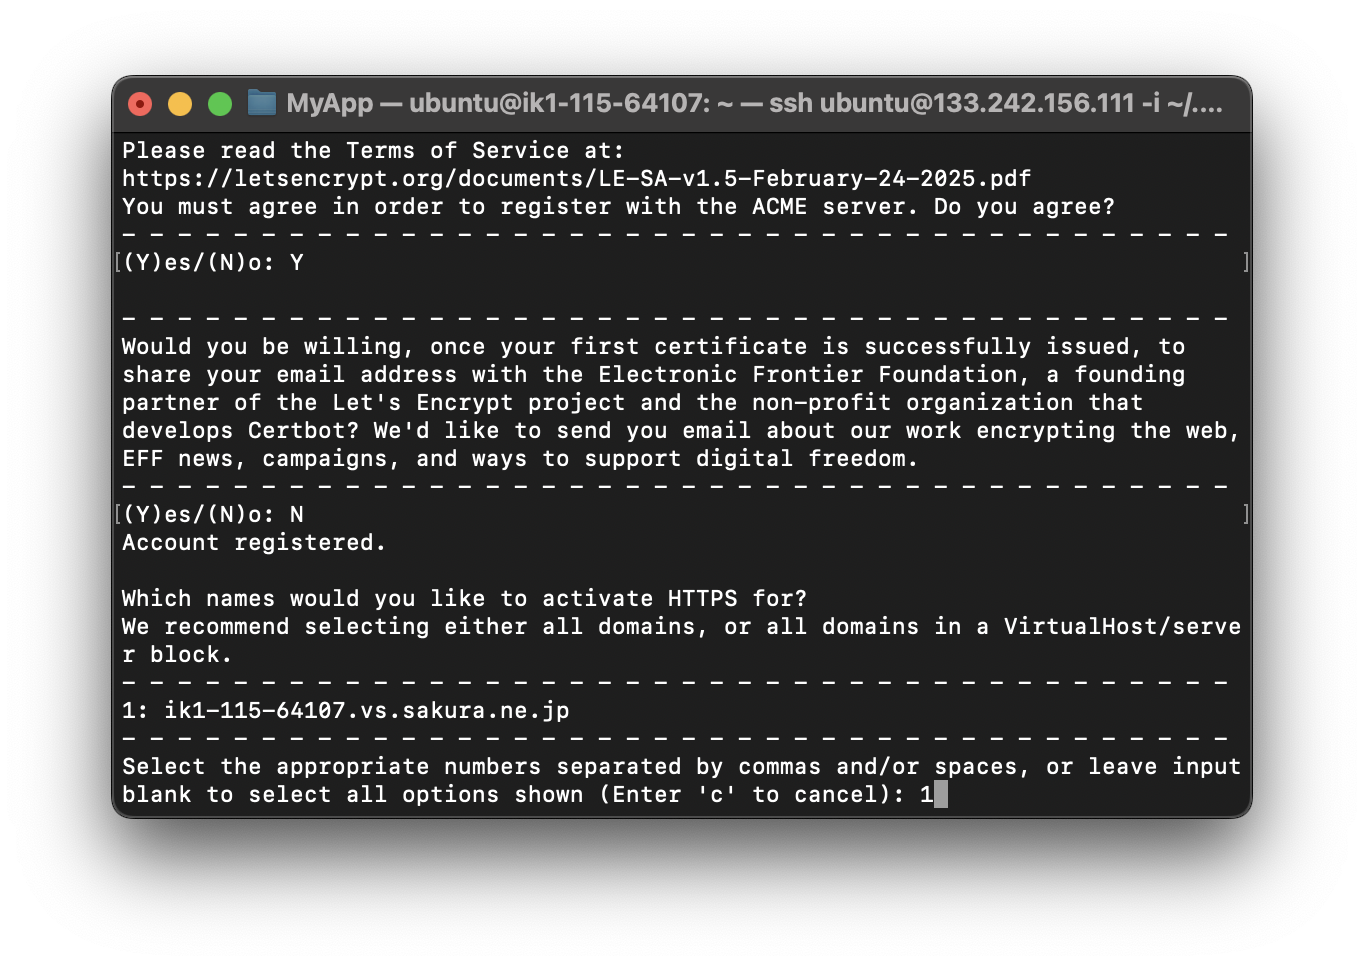 MyApp — ubuntu@ik1-115-64107: ~ — ssh ubuntu@133.242.156.111 -i ~/....
Please read the Terms of Service at:
https://letsencrypt.org/documents/LE-SA-v1.5-February-24-2025.pdf
You must agree in order to register with the ACME server. Do you agree?
- - - - - - - - - - - - - - - - - - - - - - - - - - - - - - - - - - - - - - - -
[(Y)es/(N)o: Y ]
- - - - - - - - - - - - - - - - - - - - - - - - - - - - - - - - - - - - - - - -
Would you be willing, once your first certificate is successfully issued, to
share your email address with the Electronic Frontier Foundation, a founding
partner of the Let's Encrypt project and the non-profit organization that
develops Certbot? We'd like to send you email about our work encrypting the web,
EFF news, campaigns, and ways to support digital freedom.
- - - - - - - - - - - - - - - - - - - - - - - - - - - - - - - - - - - - - - - -
[(Y)es/(N)o: N ]
Account registered.
Which names would you like to activate HTTPS for?
We recommend selecting either all domains, or all domains in a VirtualHost/serve
r block.
- - - - - - - - - - - - - - - - - - - - - - - - - - - - - - - - - - - - - - - -
1: ik1-115-64107.vs.sakura.ne.jp
- - - - - - - - - - - - - - - - - - - - - - - - - - - - - - - - - - - - - - - -
Select the appropriate numbers separated by commas and/or spaces, or leave input
blank to select all options shown (Enter 'c' to cancel): 1